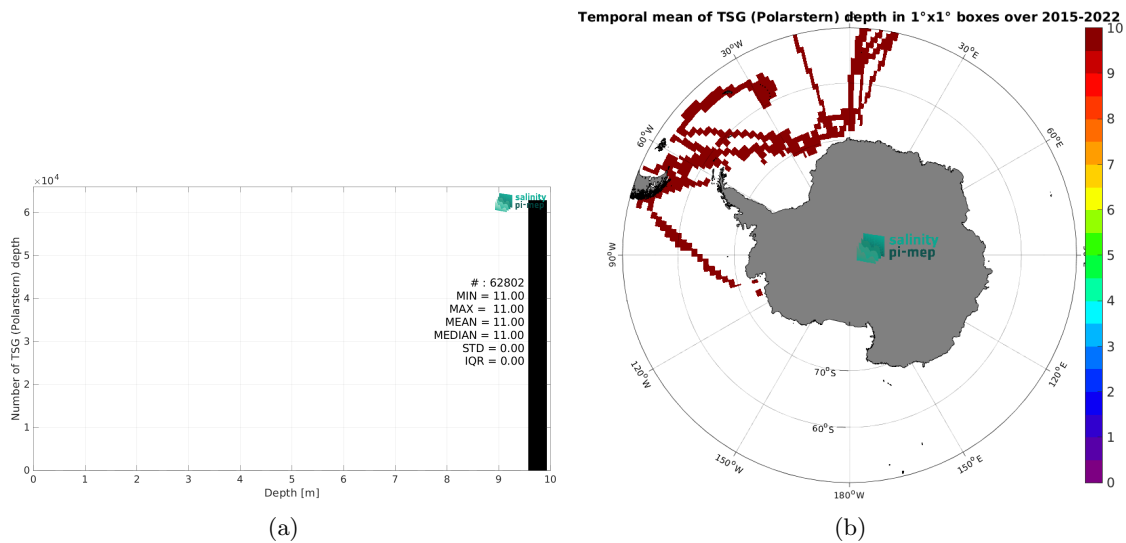 ×10⁴
6
5
4
3
2
1
0
Number of TSG (Polarstern) depth
salinity
pi-mep
# : 62802
MIN = 11.00
MAX = 11.00
MEAN = 11.00
MEDIAN = 11.00
STD = 0.00
IQR = 0.00
0 1 2 3 4 5 6 7 8 9 10
Depth [m]
(a)
Temporal mean of TSG (Polarstern) depth in 1°x1° boxes over 2015-2022
30°W
30°E
60°W
60°E
90°W
120°W
120°E
150°W
150°E
180°W
70°S
60°S
salinity
pi-mep
10
9
8
7
6
5
4
3
2
1
0
(b)